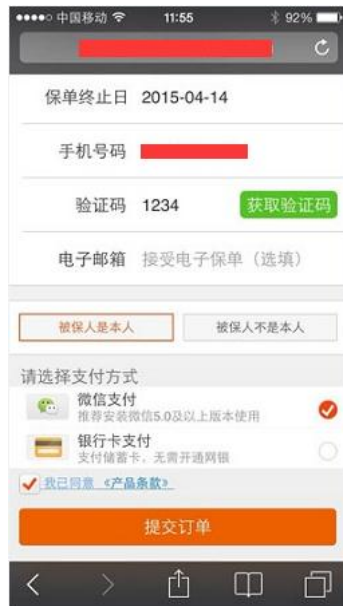 中国移动 11:55 92%
保单终止日 2015-04-14
手机号码
验证码 1234 获取验证码
电子邮箱 接受电子保单（选填）
被保人是本人 被保人不是本人
请选择支付方式
微信支付
推荐安装微信5.0及以上版本使用
银行卡支付
支付储蓄卡，无需开通网银
我已同意 《产品条款》
提交订单